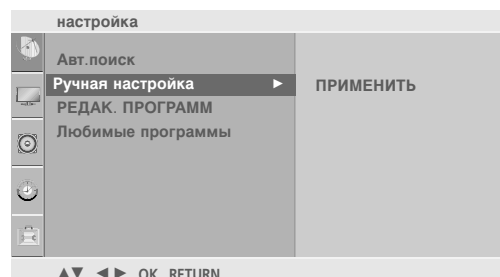 настройка
Авт.поиск
Ручная настройка ► ПРИМЕНИТЬ
РЕДАК. ПРОГРАММ
Любимые программы
▲▼ ◄► OK RETURN